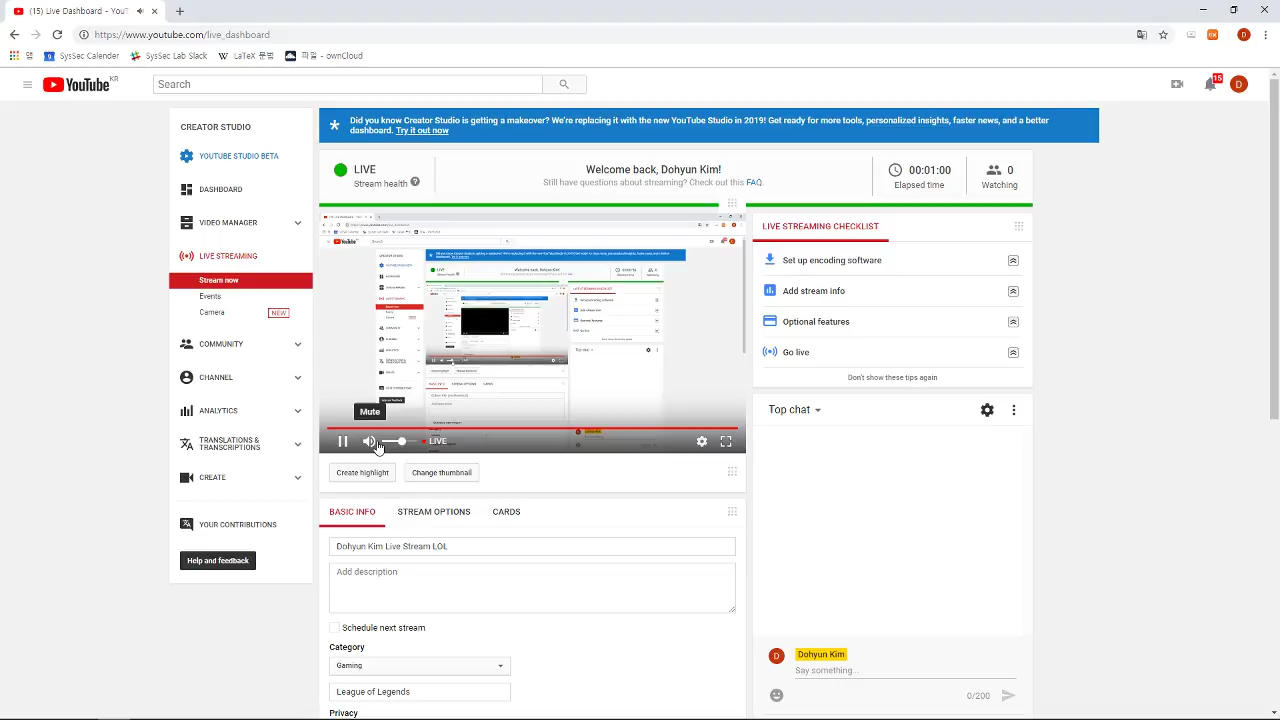 (15) Live Dashboard - YouT
https://www.youtube.com/live_dashboard
앱
SysSec Calender
SysSec Lab Slack
LaTeX 문법
파일 - ownCloud
YouTube KR
Search
15
D
CREATOR STUDIO
YOUTUBE STUDIO BETA
DASHBOARD
VIDEO MANAGER
LIVE STREAMING
Stream now
Events
Camera NEW
COMMUNITY
CHANNEL
ANALYTICS
TRANSLATIONS &
TRANSCRIPTIONS
CREATE
YOUR CONTRIBUTIONS
Help and feedback
Did you know Creator Studio is getting a makeover? We're replacing it with the new YouTube Studio in 2019! Get ready for more tools, personalized insights, faster news, and a better
dashboard. Try it out now
LIVE
Stream health
Welcome back, Dohyun Kim!
Still have questions about streaming? Check out this FAQ.
00:01:00
Elapsed time
0
Watching
Mute
LIVE
Create highlight
Change thumbnail
BASIC INFO
STREAM OPTIONS
CARDS
Dohyun Kim Live Stream LOL
Add description
Schedule next stream
Category
Gaming
League of Legends
Privacy
LIVE STREAMING CHECKLIST
Set up encoding software
Add stream info
Optional features
Go live
Don't show these tips again
Top chat
D
Dohyun Kim
Say something...
0/200